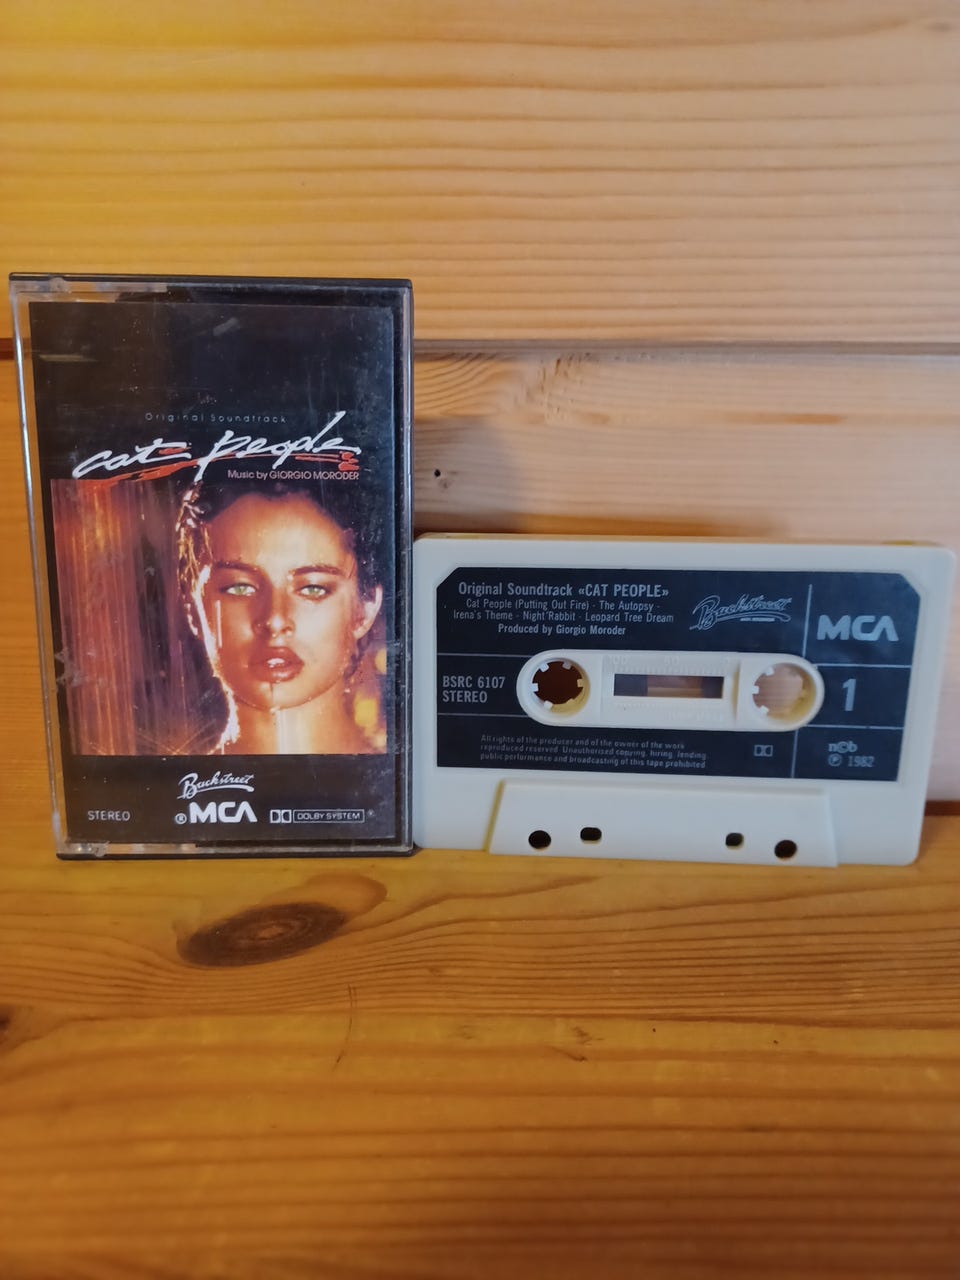 Original Soundtrack
cat people
Music by GIORGIO MORODER
Backstreet
STEREO
® MCA
DOLBY SYSTEM ®
Original Soundtrack «CAT PEOPLE»
Cat People (Putting Out Fire) - The Autopsy -
Irena's Theme - Night Rabbit - Leopard Tree Dream
Produced by Giorgio Moroder
Backstreet
MCA
BSRC 6107
STEREO
100 50
1
All rights of the producer and of the owner of the work
reproduced reserved. Unauthorised copying, hiring, lending,
public performance and broadcasting of this tape prohibited
n©b
℗ 1982